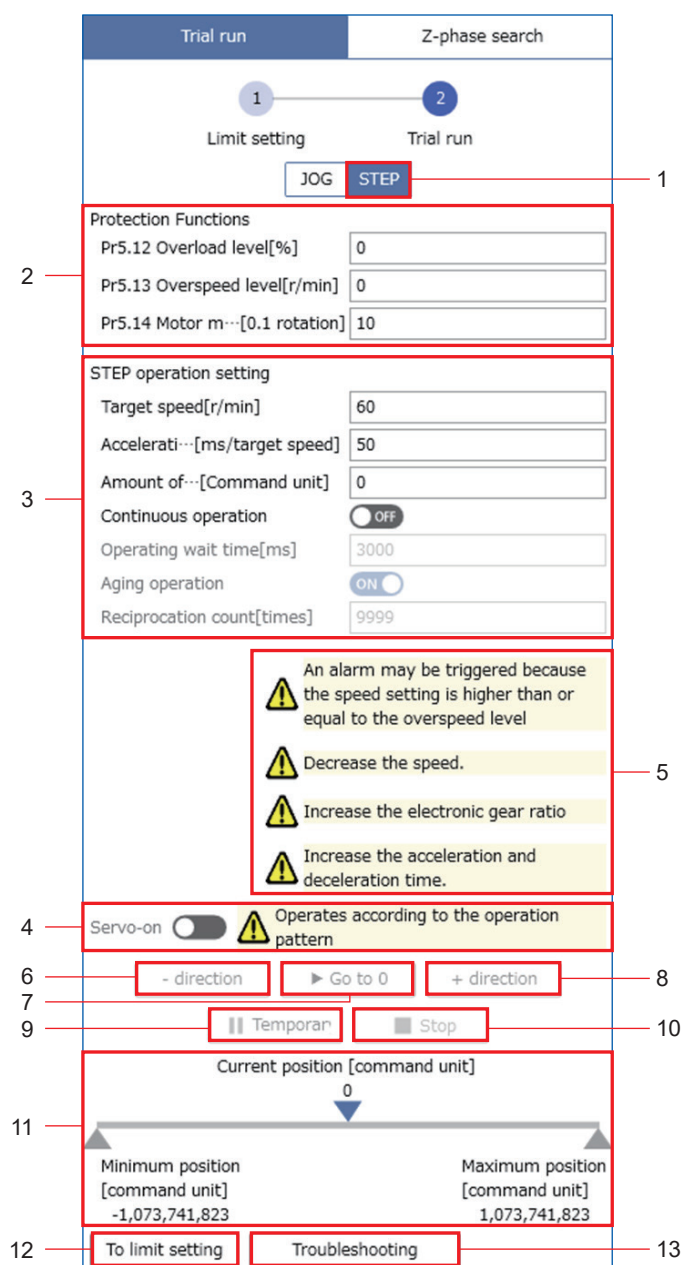 Trial run
Z-phase search
1
2
Limit setting
Trial run
JOG
STEP
1
Protection Functions
Pr5.12 Overload level[%]
0
2
Pr5.13 Overspeed level[r/min]
0
Pr5.14 Motor m⋯[0.1 rotation]
10
STEP operation setting
Target speed[r/min]
60
Accelerati⋯[ms/target speed]
50
Amount of⋯[Command unit]
0
3
Continuous operation
OFF
Operating wait time[ms]
3000
Aging operation
ON
Reciprocation count[times]
9999
An alarm may be triggered because
the speed setting is higher than or
equal to the overspeed level
Decrease the speed.
5
Increase the electronic gear ratio
Increase the acceleration and
deceleration time.
4
Servo-on
Operates according to the operation
pattern
6
- direction
Go to 0
+ direction
8
7
9
Temporar
Stop
10
Current position [command unit]
0
11
Minimum position
[command unit]
-1,073,741,823
Maximum position
[command unit]
1,073,741,823
12
To limit setting
Troubleshooting
13